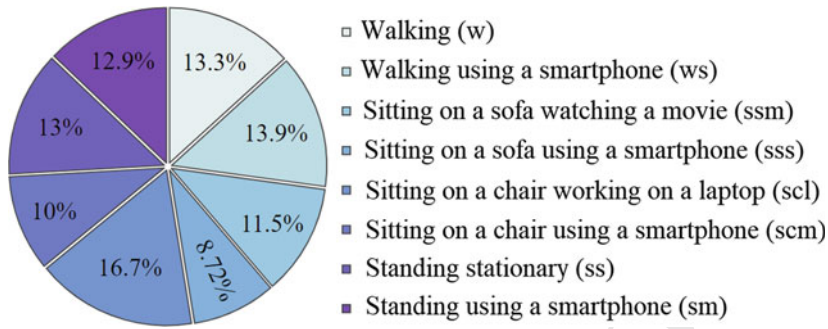 12.9%
13.3%
13%
13.9%
10%
11.5%
16.7%
8.72%
Walking (w)
Walking using a smartphone (ws)
Sitting on a sofa watching a movie (ssm)
Sitting on a sofa using a smartphone (sss)
Sitting on a chair working on a laptop (scl)
Sitting on a chair using a smartphone (scm)
Standing stationary (ss)
Standing using a smartphone (sm)